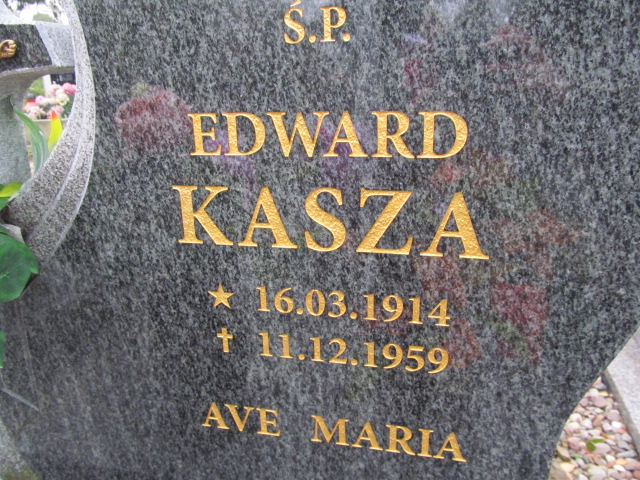 Ś.P.
EDWARD
KASZA
★ 16.03.1914
✝ 11.12.1959
AVE MARIA